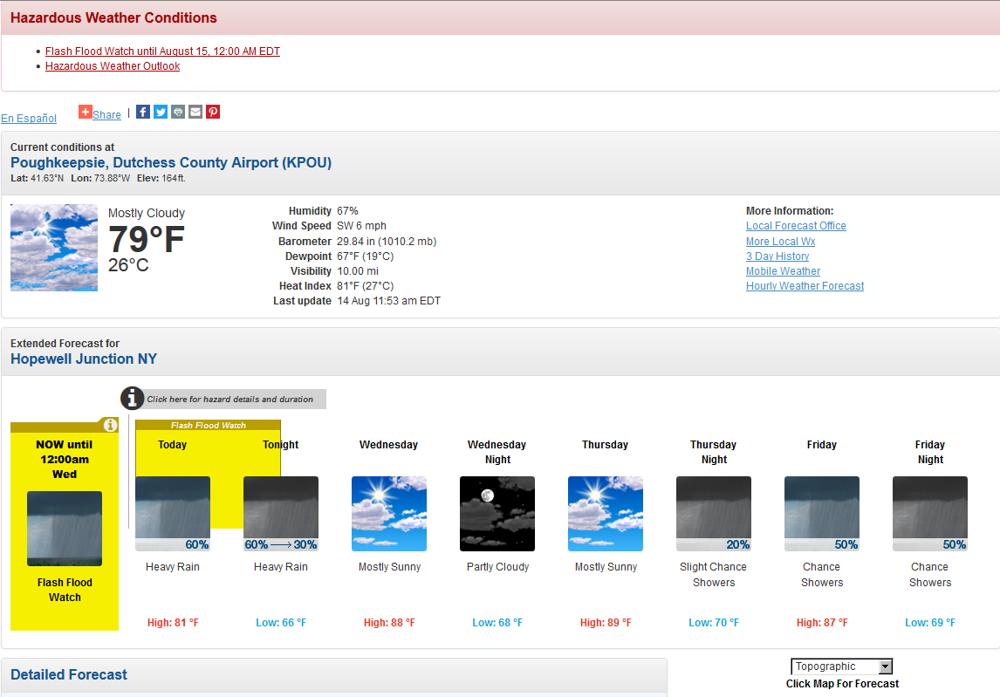 Hazardous Weather Conditions
Flash Flood Watch until August 15, 12:00 AM EDT
Hazardous Weather Outlook
En Español
Share |
Current conditions at
Poughkeepsie, Dutchess County Airport (KPOU)
Lat: 41.63°N Lon: 73.88°W Elev: 164ft.
Mostly Cloudy
79°F
26°C
Humidity 67%
Wind Speed SW 6 mph
Barometer 29.84 in (1010.2 mb)
Dewpoint 67°F (19°C)
Visibility 10.00 mi
Heat Index 81°F (27°C)
Last update 14 Aug 11:53 am EDT
More Information:
Local Forecast Office
More Local Wx
3 Day History
Mobile Weather
Hourly Weather Forecast
Extended Forecast for
Hopewell Junction NY
Click here for hazard details and duration
Flash Flood Watch
NOW until
12:00am
Wed
Flash Flood
Watch
Today
60%
Heavy Rain
High: 81 °F
Tonight
60% → 30%
Heavy Rain
Low: 66 °F
Wednesday
Mostly Sunny
High: 88 °F
Wednesday
Night
Partly Cloudy
Low: 68 °F
Thursday
Mostly Sunny
High: 89 °F
Thursday
Night
20%
Slight Chance
Showers
Low: 70 °F
Friday
50%
Chance
Showers
High: 87 °F
Friday
Night
50%
Chance
Showers
Low: 69 °F
Detailed Forecast
Topographic
Click Map For Forecast